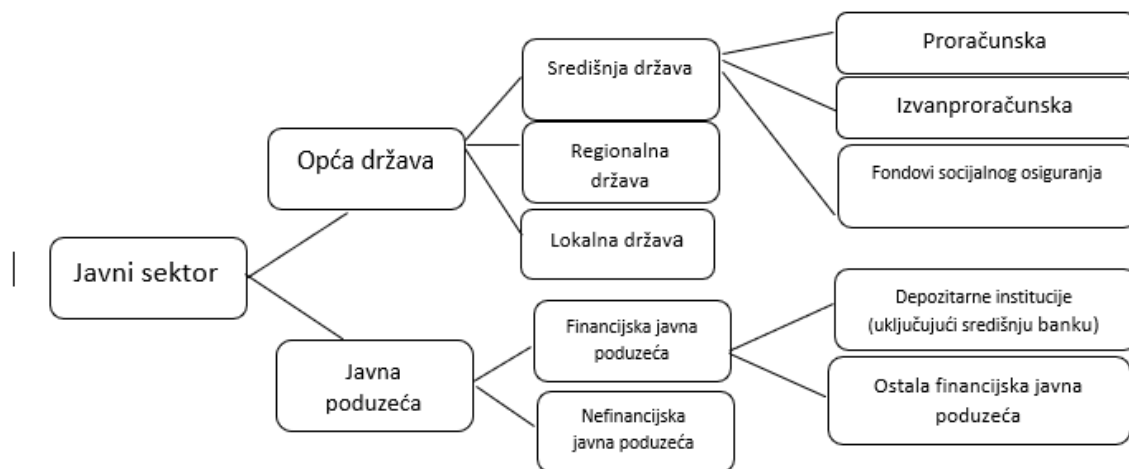 Javni sektor
Opća država
Javna
poduzeća
Središnja država
Regionalna
država
Lokalna država
Financijska javna
poduzeća
Nefinancijska
javna poduzeća
Proračunska
Izvanproračunska
Fondovi socijalnog osiguranja
Depozitarne institucije
(uključujući središnju banku)
Ostala financijska javna
poduzeća